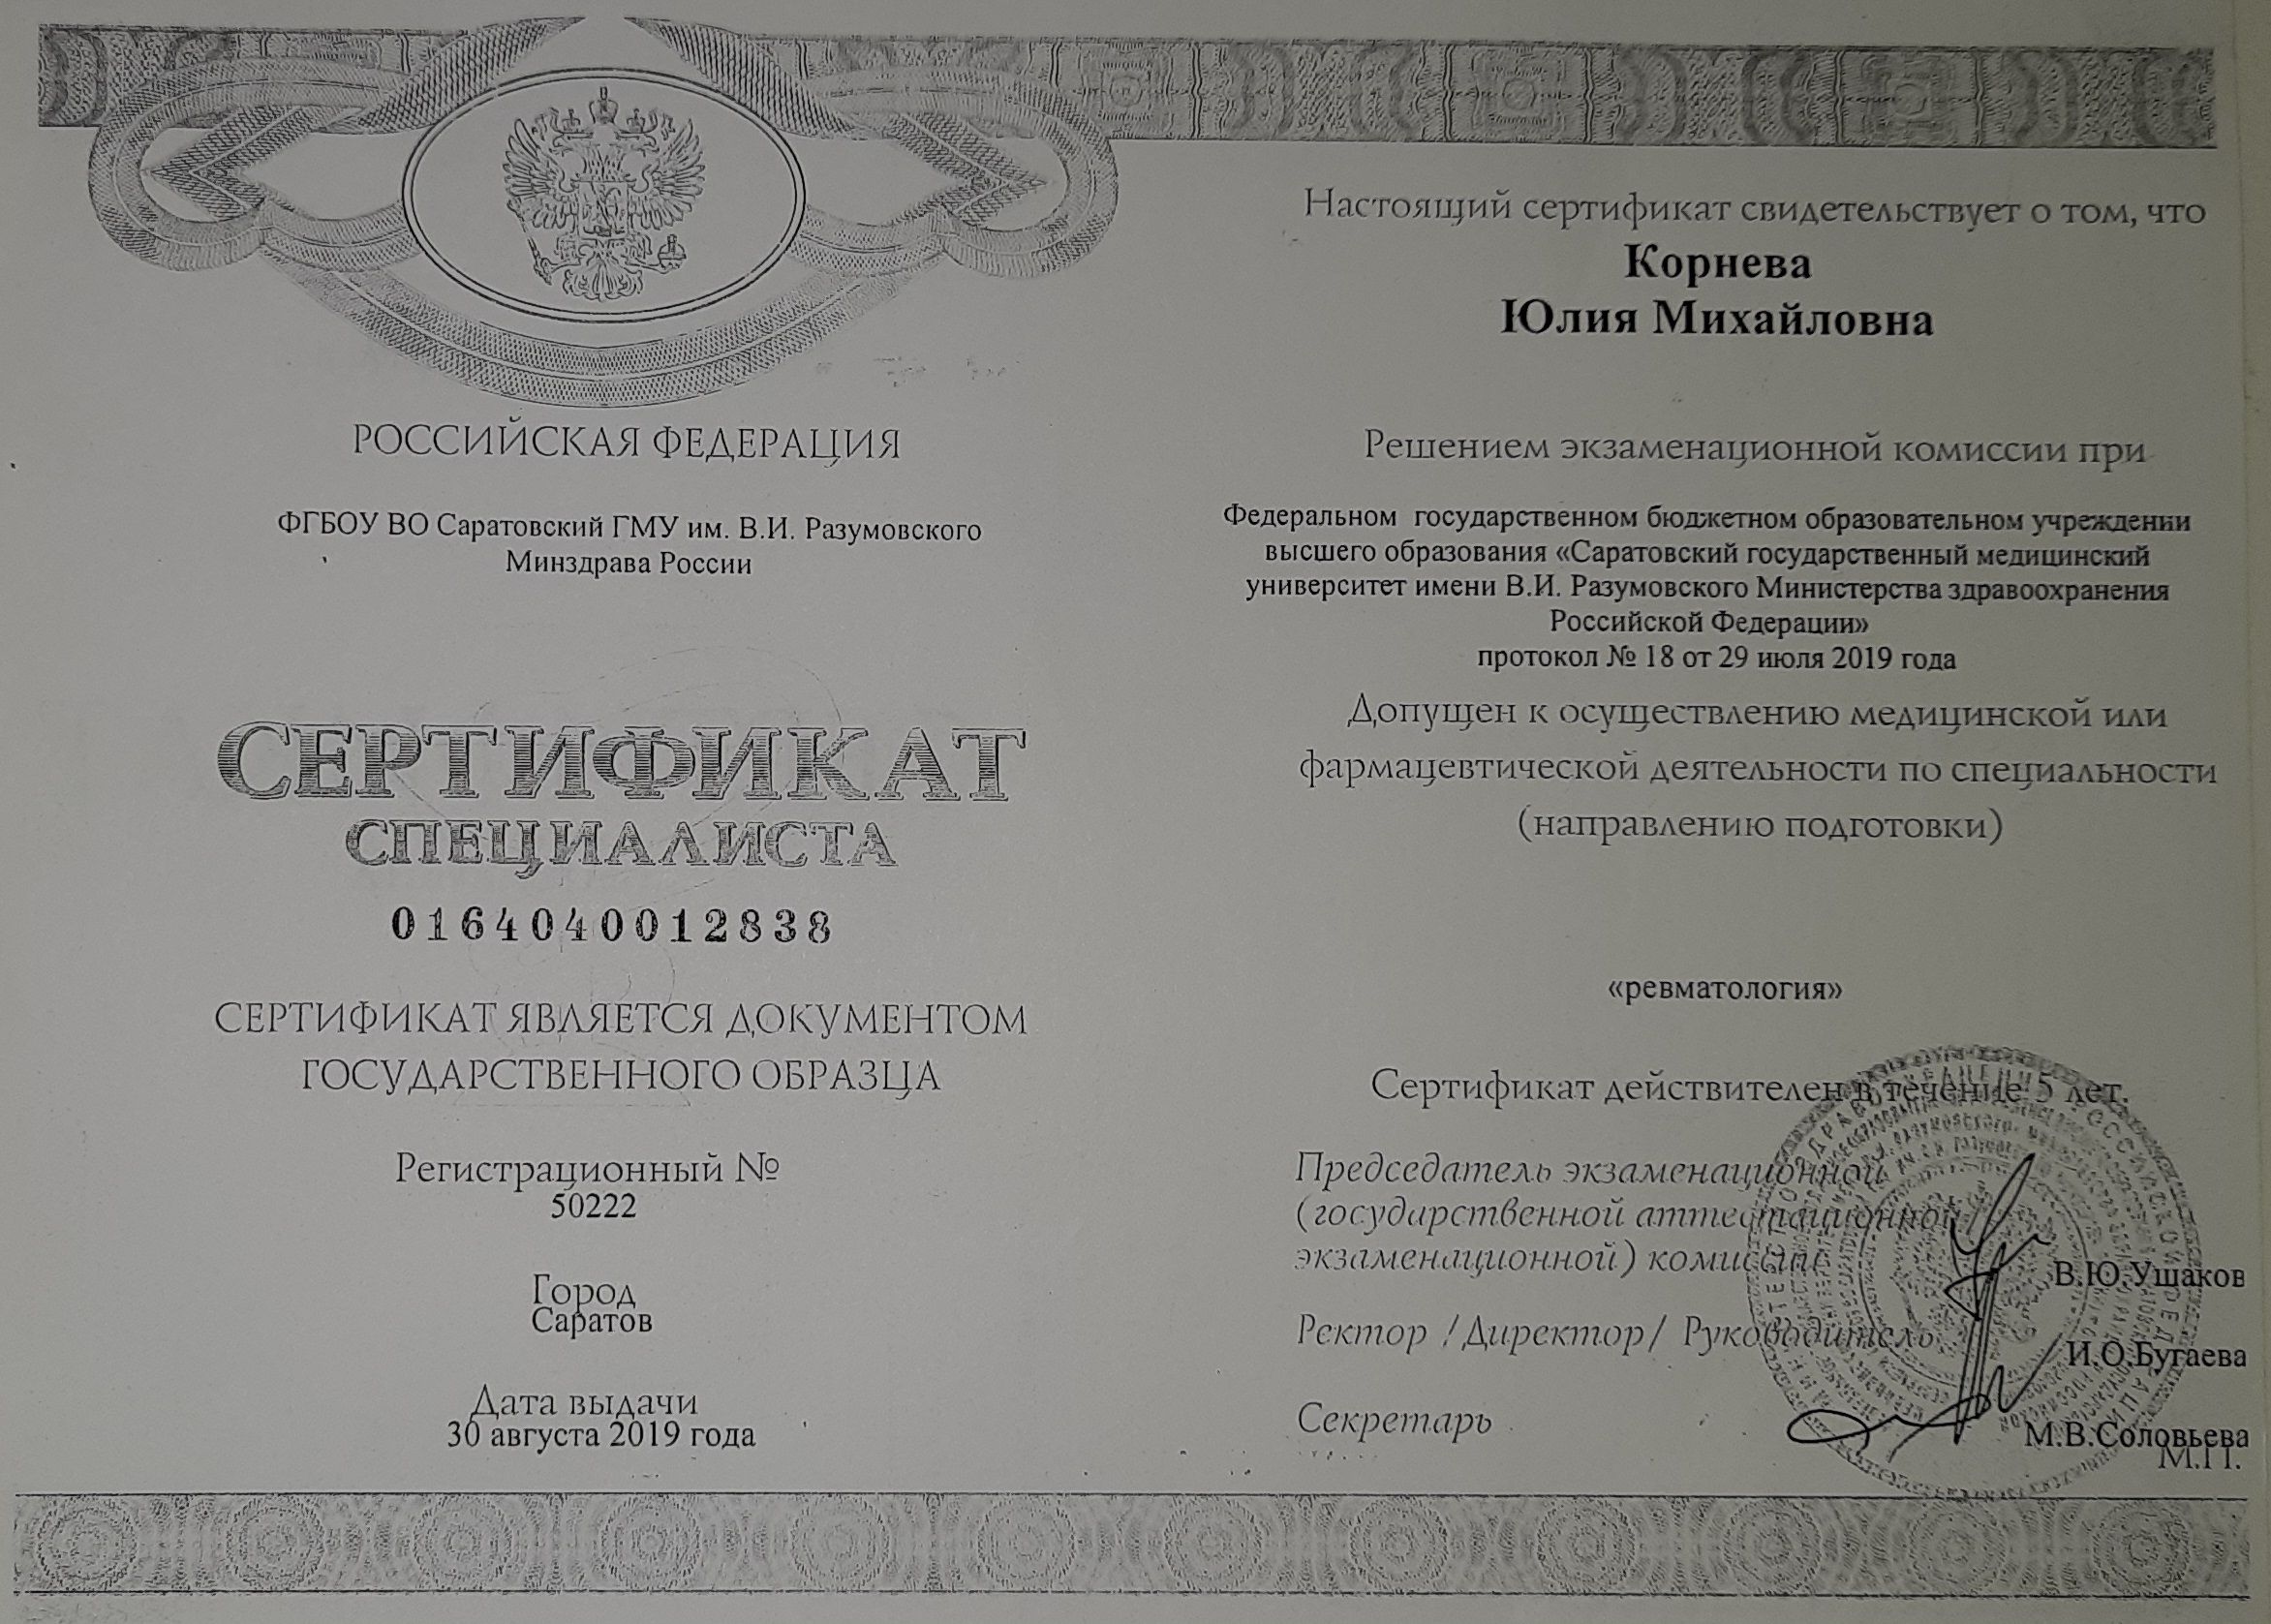 РОССИЙСКАЯ ФЕДЕРАЦИЯ
ФГБОУ ВО Саратовский ГМУ им. В.И. Разумовского
Минздрава России
СЕРТИФИКАТ
СПЕЦИАЛИСТА
0164040012838
СЕРТИФИКАТ ЯВЛЯЕТСЯ ДОКУМЕНТОМ
ГОСУДАРСТВЕННОГО ОБРАЗЦА
Регистрационный №
50222
Город
Саратов
Дата выдачи
30 августа 2019 года
Настоящий сертификат свидетельствует о том, что
Корнева
Юлия Михайловна
Решением экзаменационной комиссии при
Федеральном государственном бюджетном образовательном учреждении
высшего образования «Саратовский государственный медицинский
университет имени В.И. Разумовского Министерства здравоохранения
Российской Федерации»
протокол № 18 от 29 июля 2019 года
Допущен к осуществлению медицинской или
фармацевтической деятельности по специальности
(направлению подготовки)
«ревматология»
Сертификат действителен в течение 5 лет.
Председатель экзаменационной
(государственной аттестационной/
экзаменационной) комиссии
В.Ю.Ушаков
Ректор /Директор/ Руководитель
И.О.Бугаева
Секретарь
М.В.Соловьева
М.П.